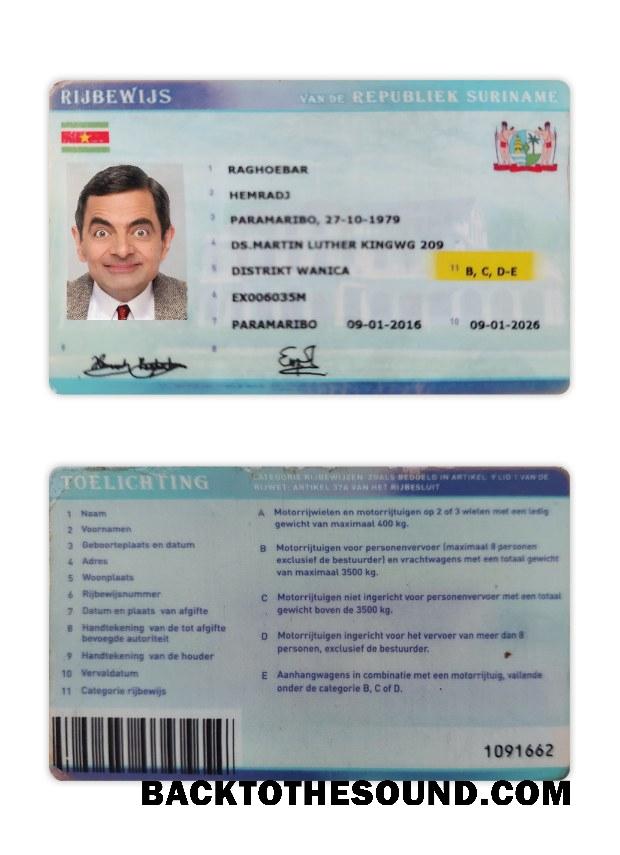 RIJBEWIJS VAN DE REPUBLIEK SURINAME
1 RAGHOEBAR
2 HEMRADJ
3 PARAMARIBO, 27-10-1979
4 DS.MARTIN LUTHER KINGWG 209
5 DISTRIKT WANICA 11 B, C, D-E
6 EX006035M
7 PARAMARIBO 09-01-2016 10 09-01-2026
9 8
TOELICHTING
CATEGORIE RIJBEWIJZEN ZOALS BEDOELD IN ARTIKEL 9 LID 1 VAN DE
RIJWET; ARTIKEL 37A VAN HET RIJBESLUIT
1 Naam
2 Voornamen
3 Geboorteplaats en datum
4 Adres
5 Woonplaats
6 Rijbewijsnummer
7 Datum en plaats van afgifte
8 Handtekening van de tot afgifte
bevoegde autoriteit
9 Handtekening van de houder
10 Vervaldatum
11 Categorie rijbewijs
A Motorrijwielen en motorrijtuigen op 2 of 3 wielen met een ledig
gewicht van maximaal 400 kg.
B Motorrijtuigen voor personenvervoer (maximaal 8 personen
exclusief de bestuurder) en vrachtwagens met een totaal gewicht
van maximaal 3500 kg.
C Motorrijtuigen niet ingericht voor personenvervoer met een totaal
gewicht boven de 3500 kg.
D Motorrijtuigen ingericht voor het vervoer van meer dan 8
personen, exclusief de bestuurder.
E Aanhangwagens in combinatie met een motorrijtuig, vallende
onder de categorie B, C of D.
1091662
BACKTOTHESOUND.COM